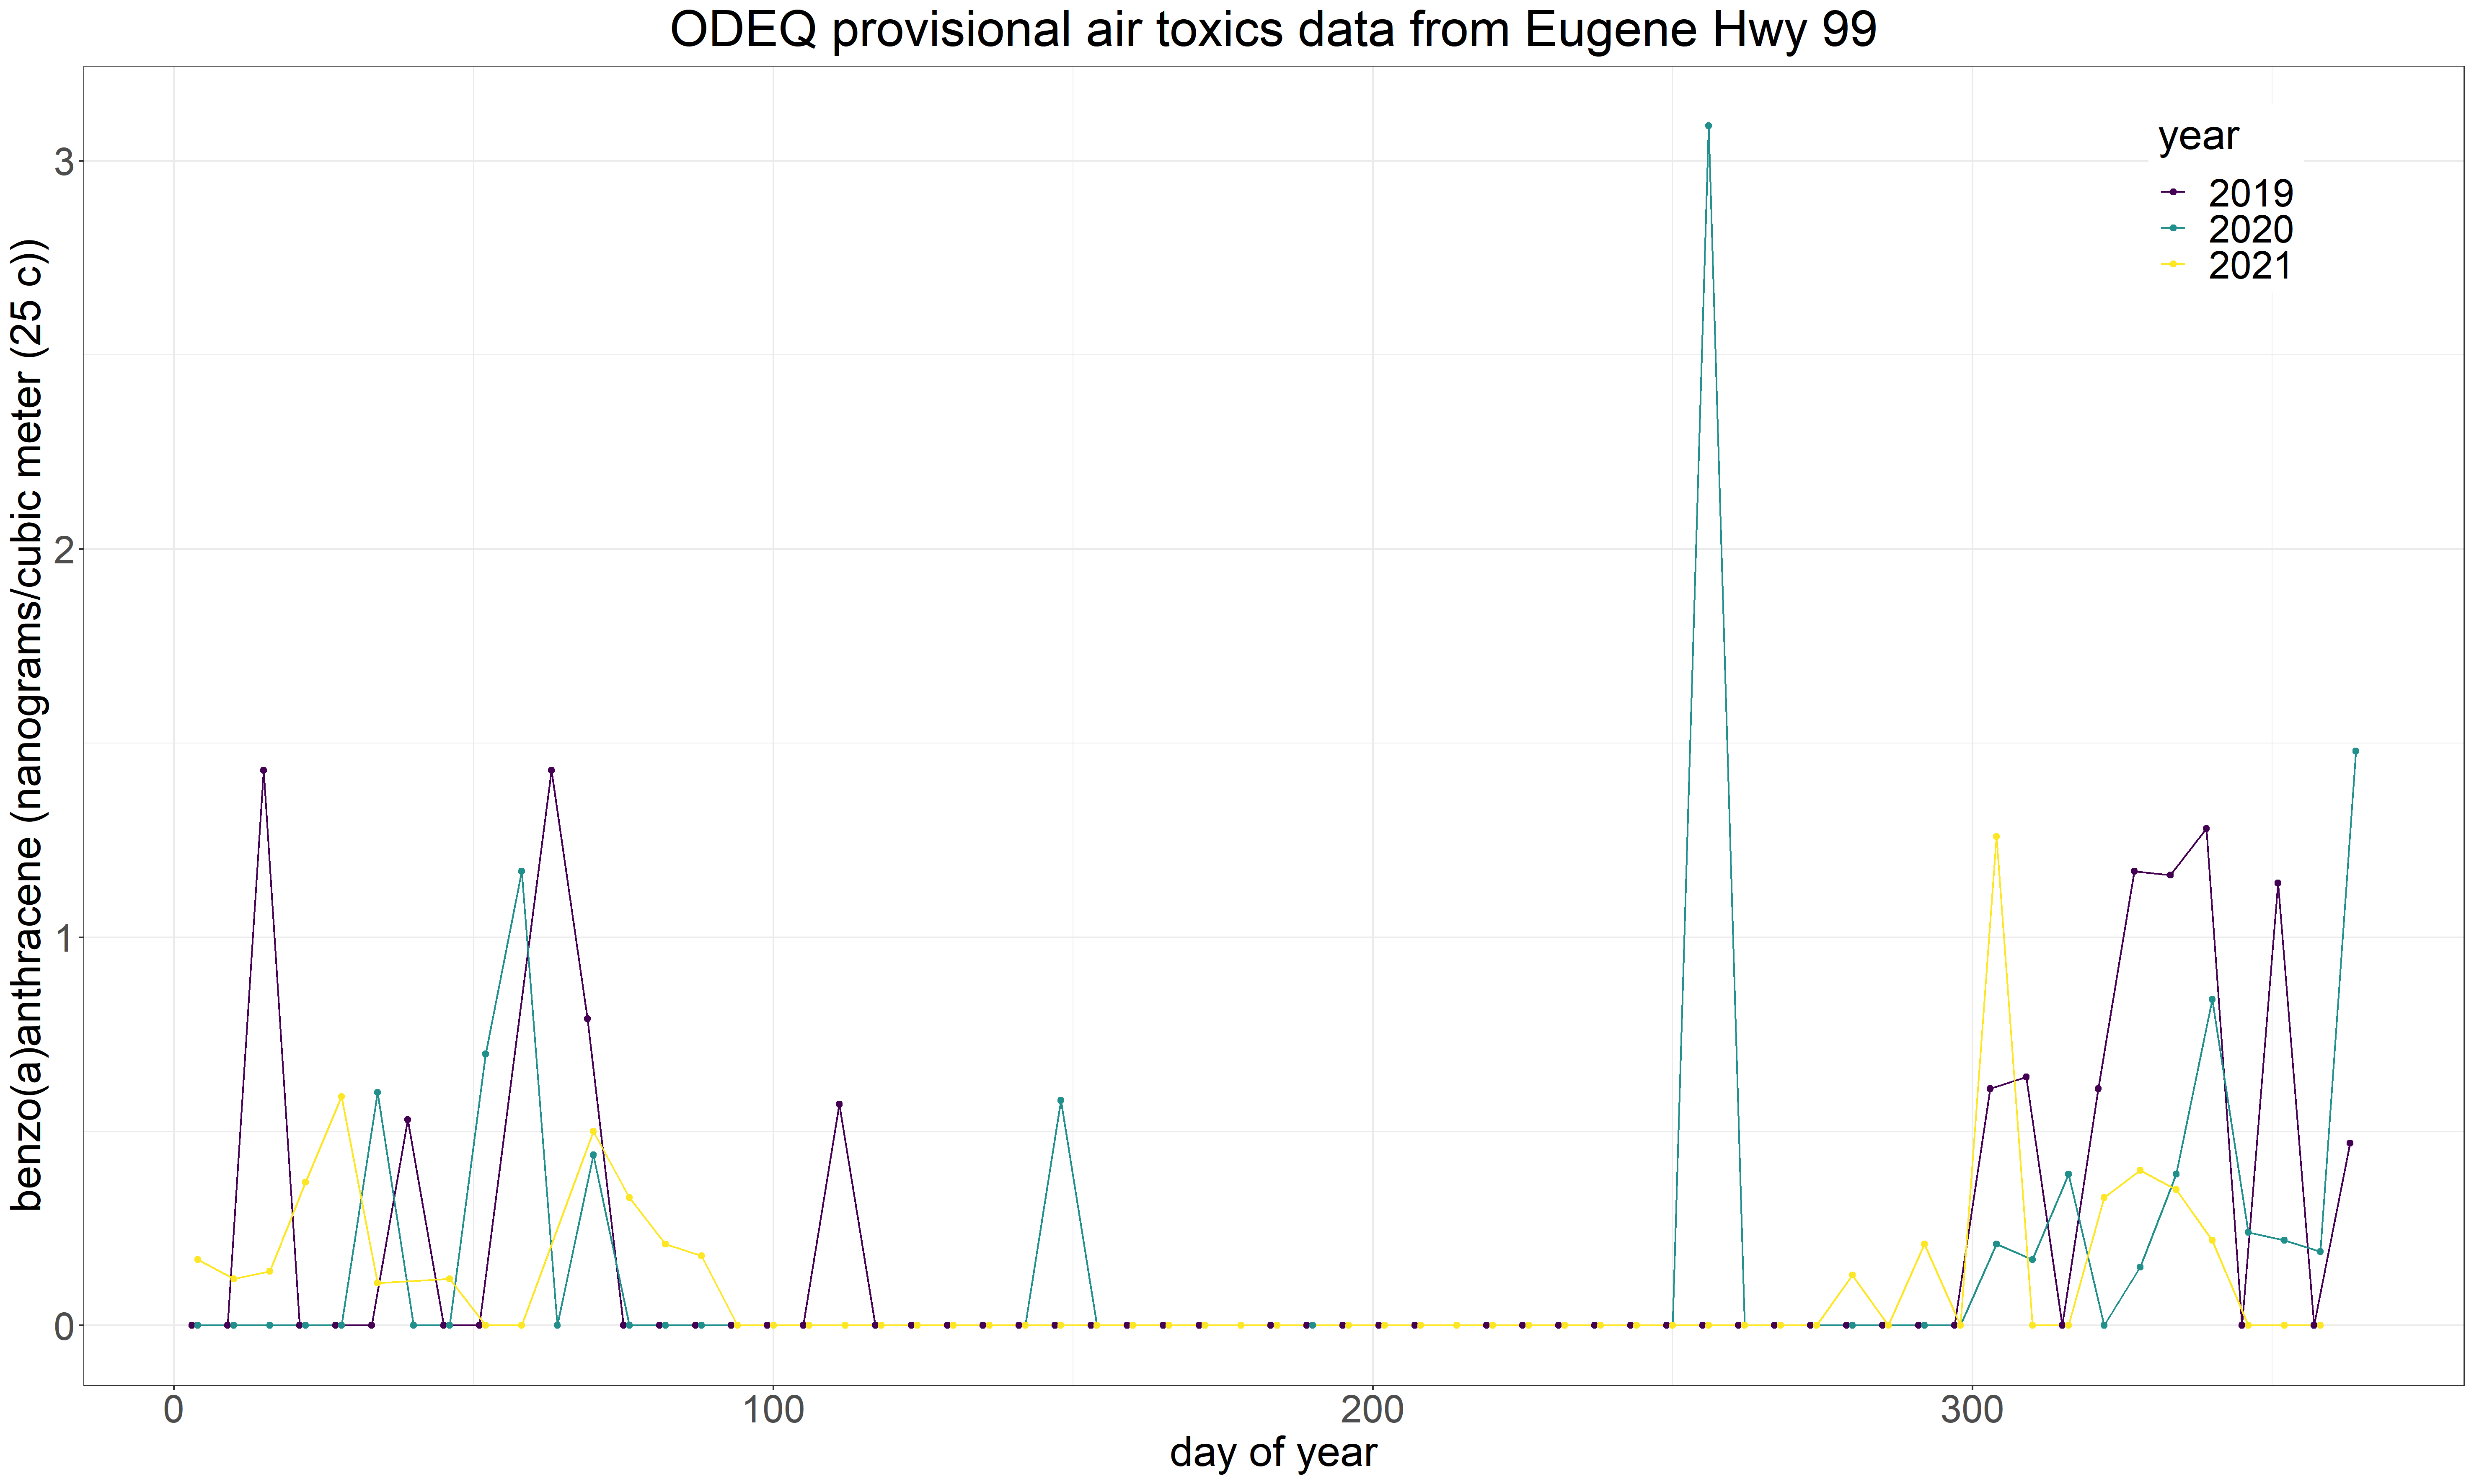 ODEQ provisional air toxics data from Eugene Hwy 99
benzo(a)anthracene (nanograms/cubic meter (25 c))
3
2
1
0
year
2019
2020
2021
0 100 200 300
day of year